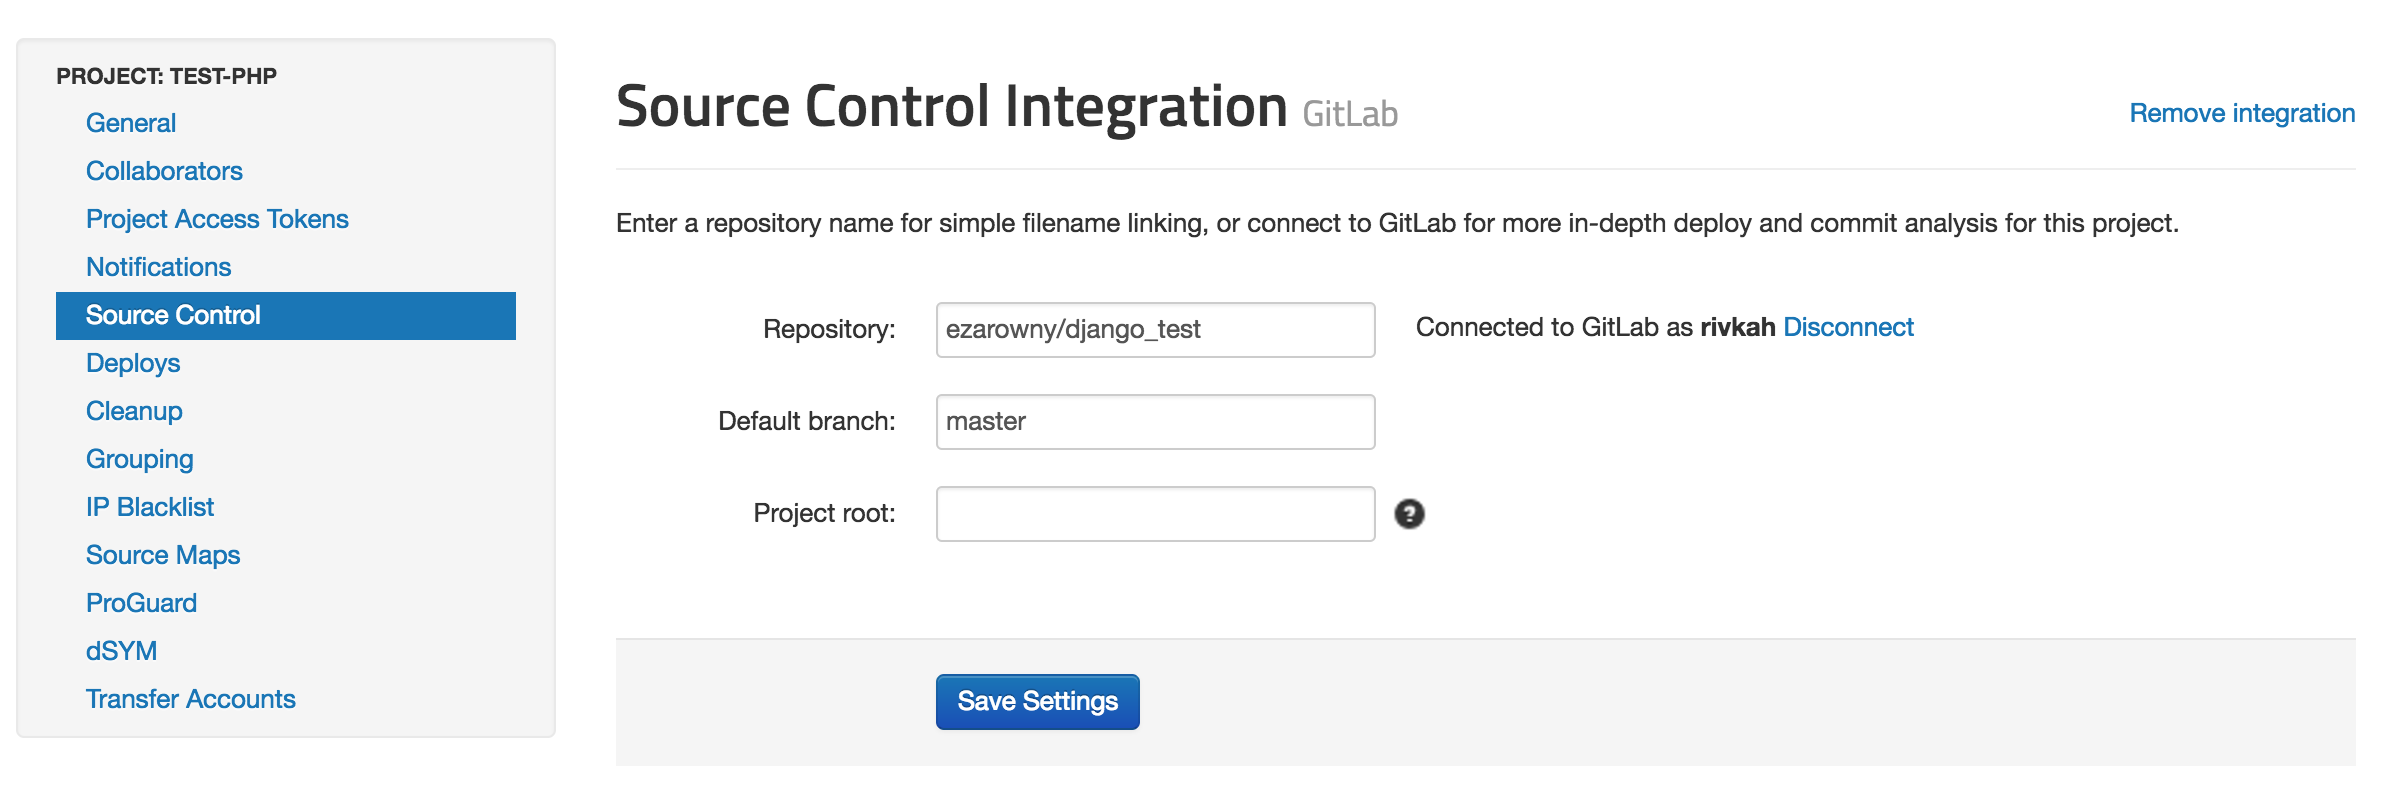 PROJECT: TEST-PHP
General
Collaborators
Project Access Tokens
Notifications
Source Control
Deploys
Cleanup
Grouping
IP Blacklist
Source Maps
ProGuard
dSYM
Transfer Accounts
Source Control Integration GitLab
Remove integration
Enter a repository name for simple filename linking, or connect to GitLab for more in-depth deploy and commit analysis for this project.
Repository: ezarowny/django_test Connected to GitLab as rivkah Disconnect
Default branch: master
Project root: ?
Save Settings